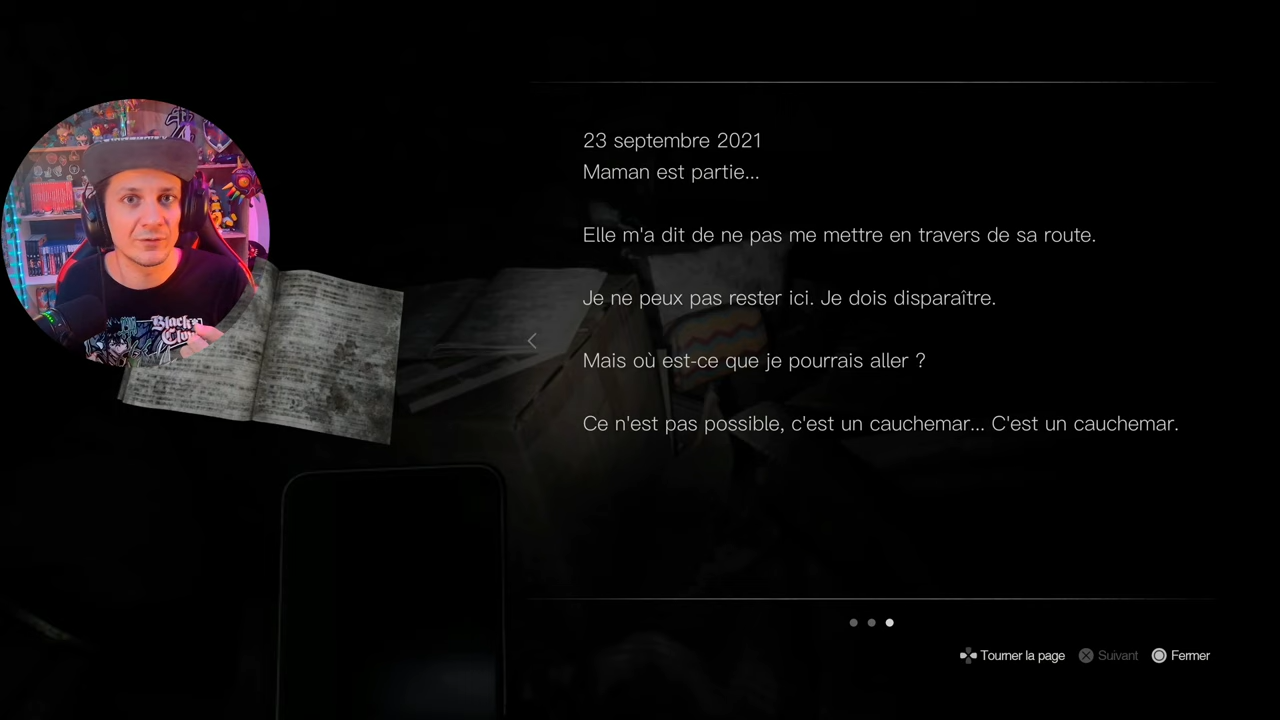 23 septembre 2021
Maman est partie...
Elle m'a dit de ne pas me mettre en travers de sa route.
Je ne peux pas rester ici. Je dois disparaître.
Mais où est-ce que je pourrais aller ?
Ce n'est pas possible, c'est un cauchemar... C'est un cauchemar.
Tourner la page
Suivant
Fermer
Black